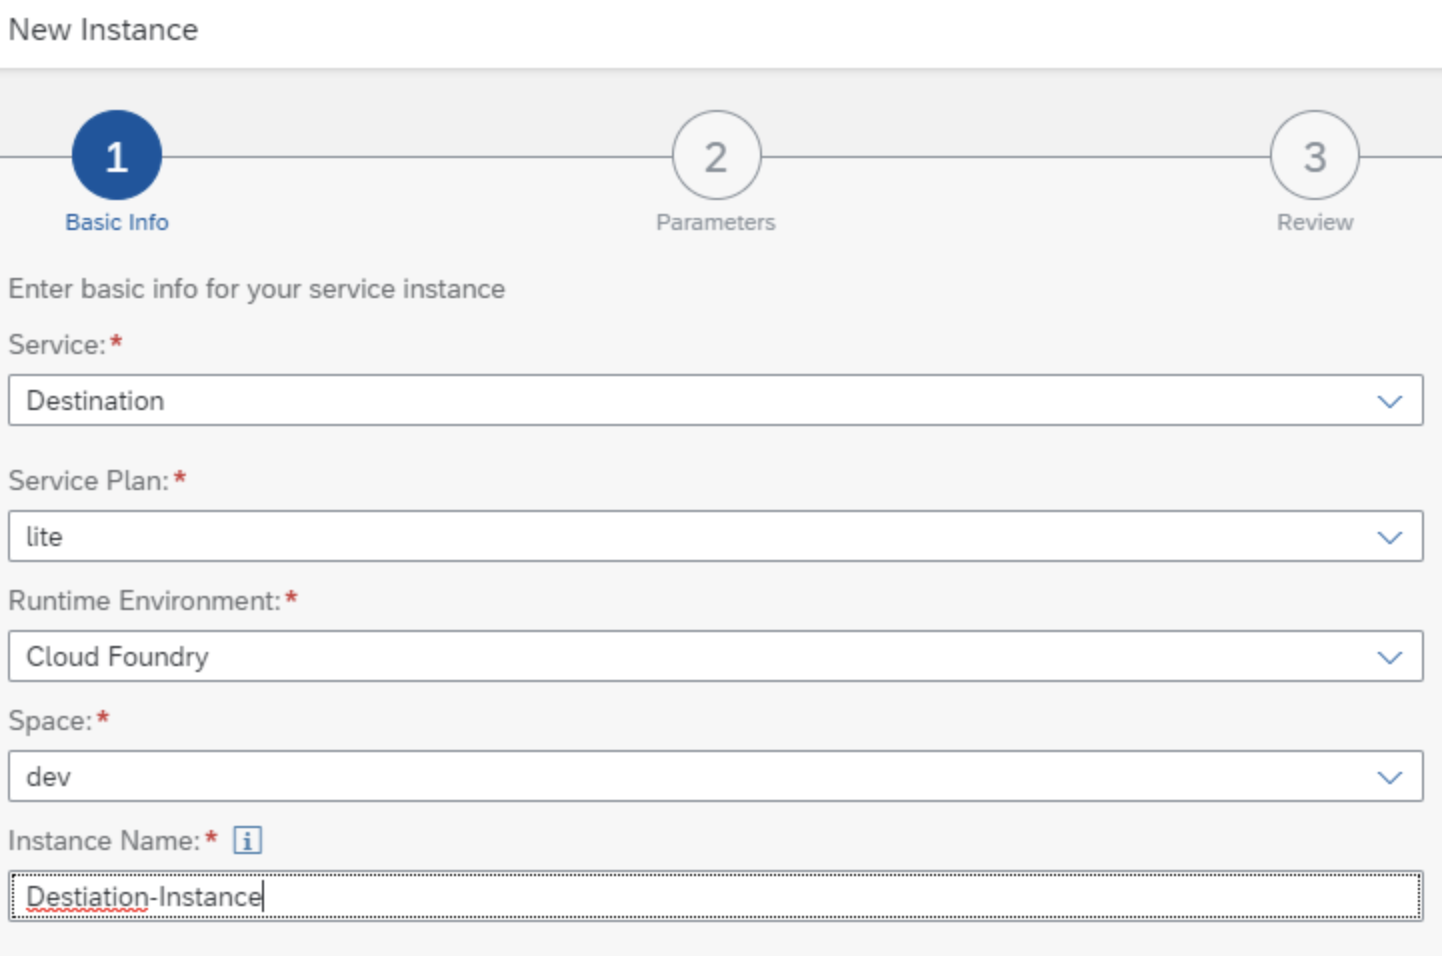 New Instance
1
2
3
Basic Info
Parameters
Review
Enter basic info for your service instance
Service:*
Destination
Service Plan:*
lite
Runtime Environment:*
Cloud Foundry
Space:*
dev
Instance Name:* i
Destiation-Instance